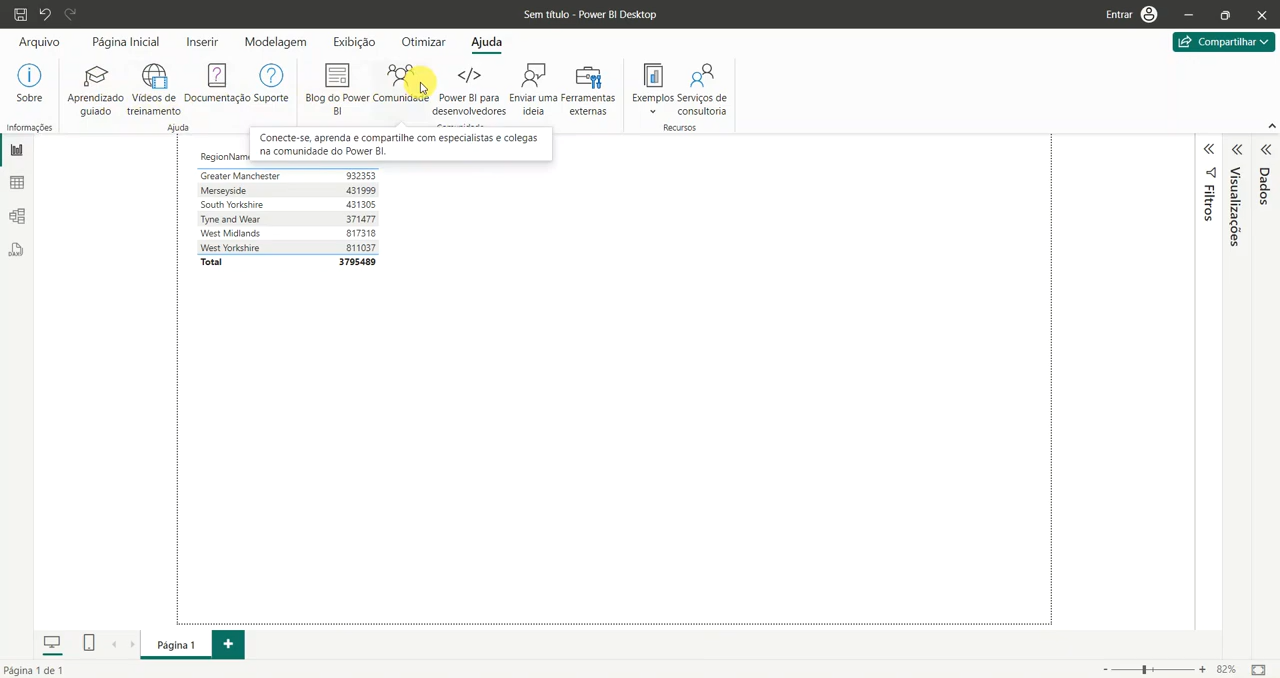 Sem título - Power BI Desktop
Entrar
Arquivo
Página Inicial
Inserir
Modelagem
Exibição
Otimizar
Ajuda
Compartilhar
Sobre
Aprendizado
guiado
Vídeos de
treinamento
Documentação
Suporte
Blog do Power
BI
Comunidade
Power BI para
desenvolvedores
Enviar uma
ideia
Ferramentas
externas
Exemplos
Serviços de
consultoria
Informações
Ajuda
Recursos
Conecte-se, aprenda e compartilhe com especialistas e colegas
na comunidade do Power BI.
RegionName
Greater Manchester 932353
Merseyside 431999
South Yorkshire 431305
Tyne and Wear 371477
West Midlands 817318
West Yorkshire 811037
Total 3795489
Filtros
Visualizações
Dados
DAX
Página 1
+
Página 1 de 1
- + 82%